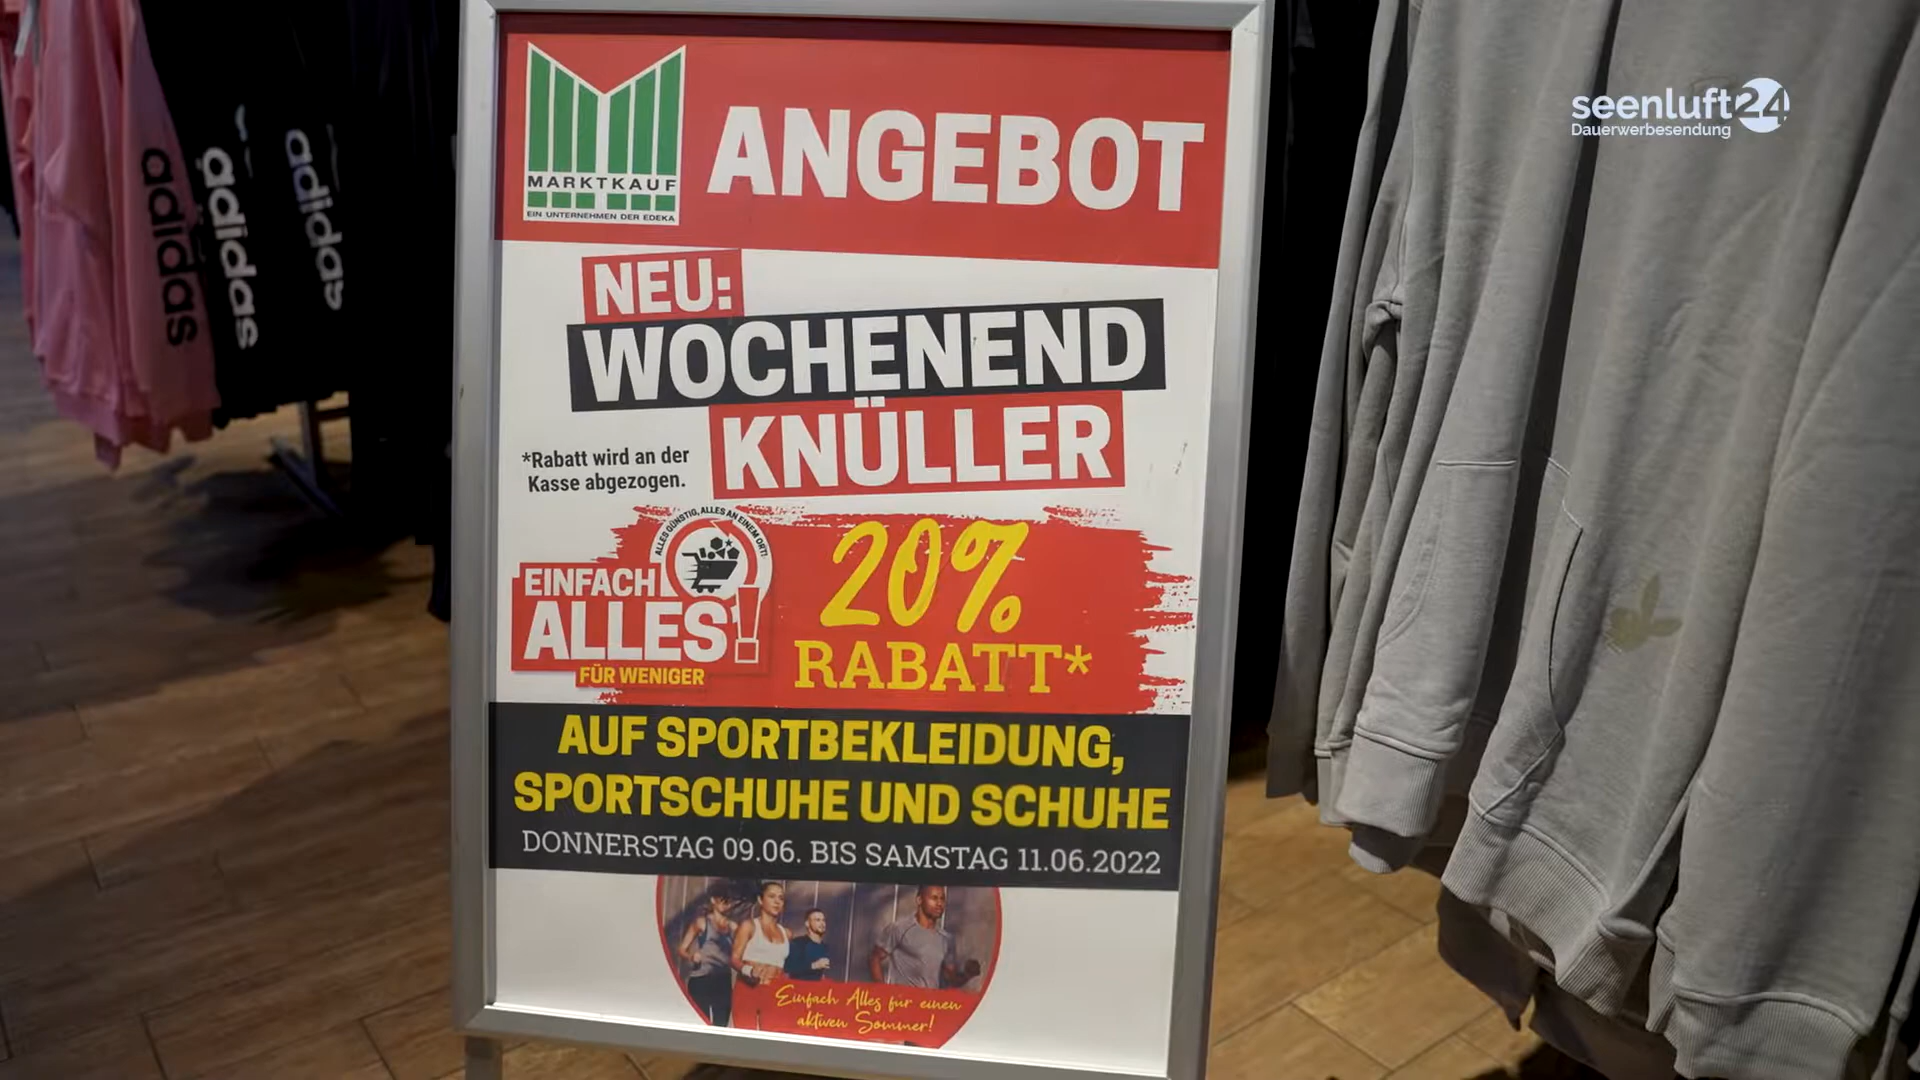 adidas
adidas
adidas
seenluft24
Dauerwerbesendung
MARKTKAUF
EIN UNTERNEHMEN DER EDEKA
ANGEBOT
NEU:
WOCHENEND
KNÜLLER
*Rabatt wird an der
Kasse abgezogen.
ALLES GÜNSTIG, ALLES AN EINEM ORT!
EINFACH
ALLES!
FÜR WENIGER
20%
RABATT*
AUF SPORTBEKLEIDUNG,
SPORTSCHUHE UND SCHUHE
DONNERSTAG 09.06. BIS SAMSTAG 11.06.2022
Einfach Alles für einen
aktiven Sommer!